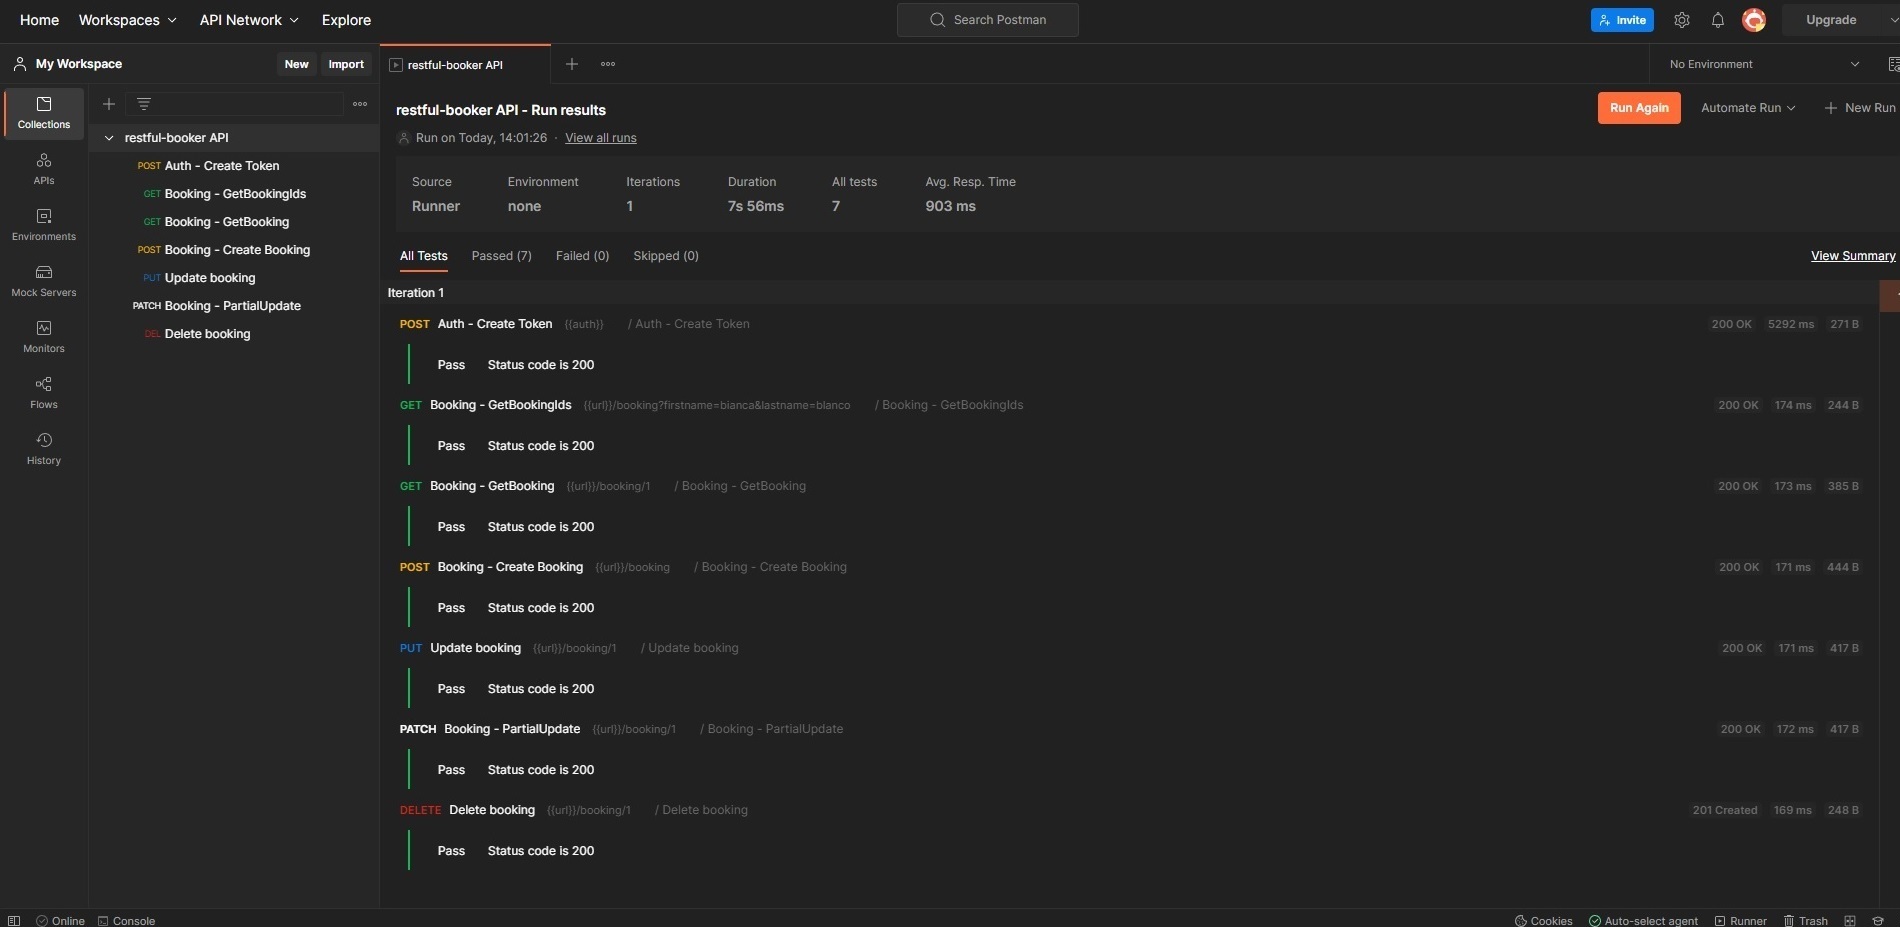 Home Workspaces API Network Explore Search Postman Invite Upgrade
My Workspace New Import restful-booker API No Environment
Collections
APIs
Environments
Mock Servers
Monitors
Flows
History
restful-booker API
POST Auth - Create Token
GET Booking - GetBookingIds
GET Booking - GetBooking
POST Booking - Create Booking
PUT Update booking
PATCH Booking - PartialUpdate
DEL Delete booking
restful-booker API - Run results
Run Again Automate Run New Run
Run on Today, 14:01:26 · View all runs
Source Environment Iterations Duration All tests Avg. Resp. Time
Runner none 1 7s 56ms 7 903 ms
All Tests Passed (7) Failed (0) Skipped (0) View Summary
Iteration 1
POST Auth - Create Token {{auth}} / Auth - Create Token 200 OK 5292 ms 271 B
Pass Status code is 200
GET Booking - GetBookingIds {{url}}/booking?firstname=bianca&lastname=blanco / Booking - GetBookingIds 200 OK 174 ms 244 B
Pass Status code is 200
GET Booking - GetBooking {{url}}/booking/1 / Booking - GetBooking 200 OK 173 ms 385 B
Pass Status code is 200
POST Booking - Create Booking {{url}}/booking / Booking - Create Booking 200 OK 171 ms 444 B
Pass Status code is 200
PUT Update booking {{url}}/booking/1 / Update booking 200 OK 171 ms 417 B
Pass Status code is 200
PATCH Booking - PartialUpdate {{url}}/booking/1 / Booking - PartialUpdate 200 OK 172 ms 417 B
Pass Status code is 200
DELETE Delete booking {{url}}/booking/1 / Delete booking 201 Created 169 ms 248 B
Pass Status code is 200
Online Console Cookies Auto-select agent Runner Trash